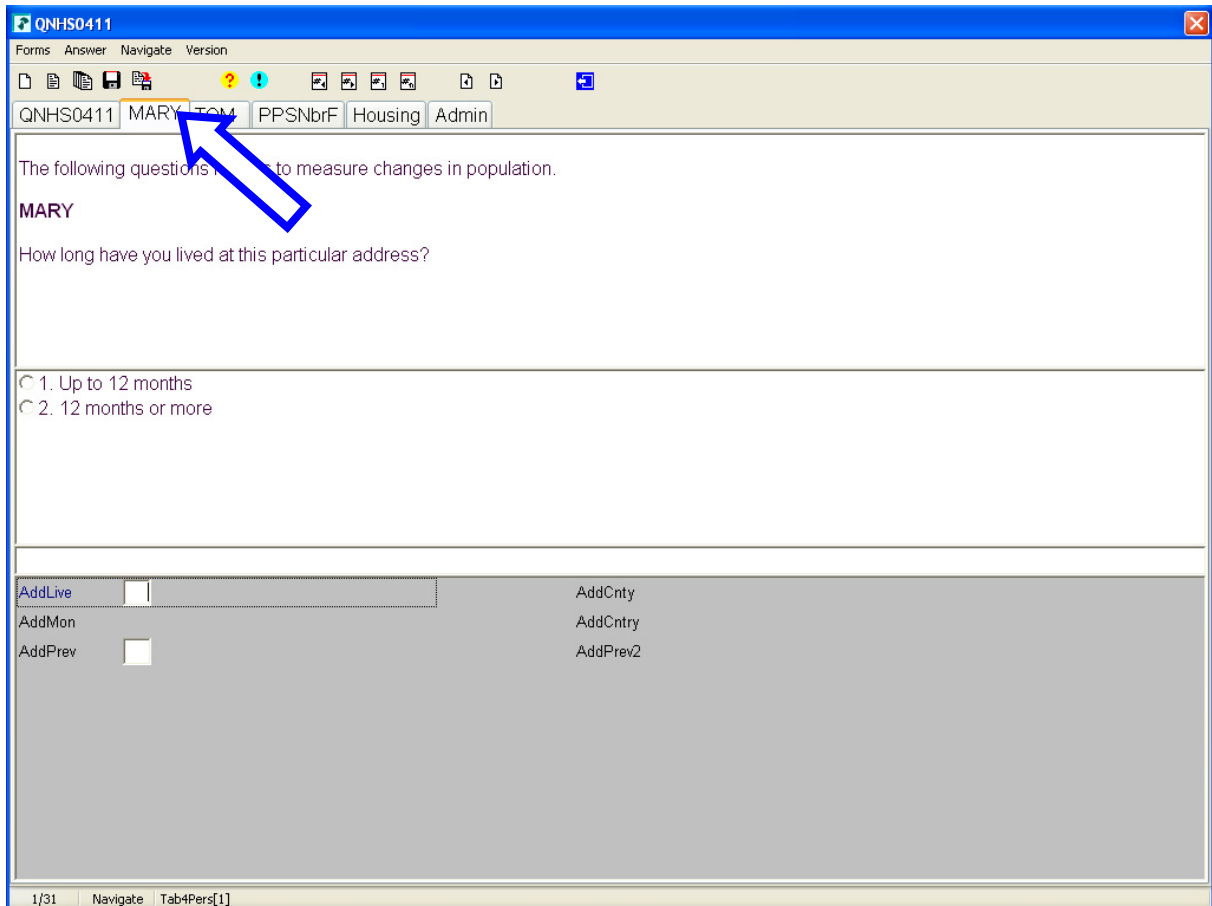 QNHS0411
Forms Answer Navigate Version
QNHS0411 MARY TOM PPSNbrF Housing Admin
The following questions to measure changes in population.
MARY
How long have you lived at this particular address?
1. Up to 12 months
2. 12 months or more
AddLive AddCnty
AddMon AddCntry
AddPrev AddPrev2
1/31 Navigate Tab4Pers[1]